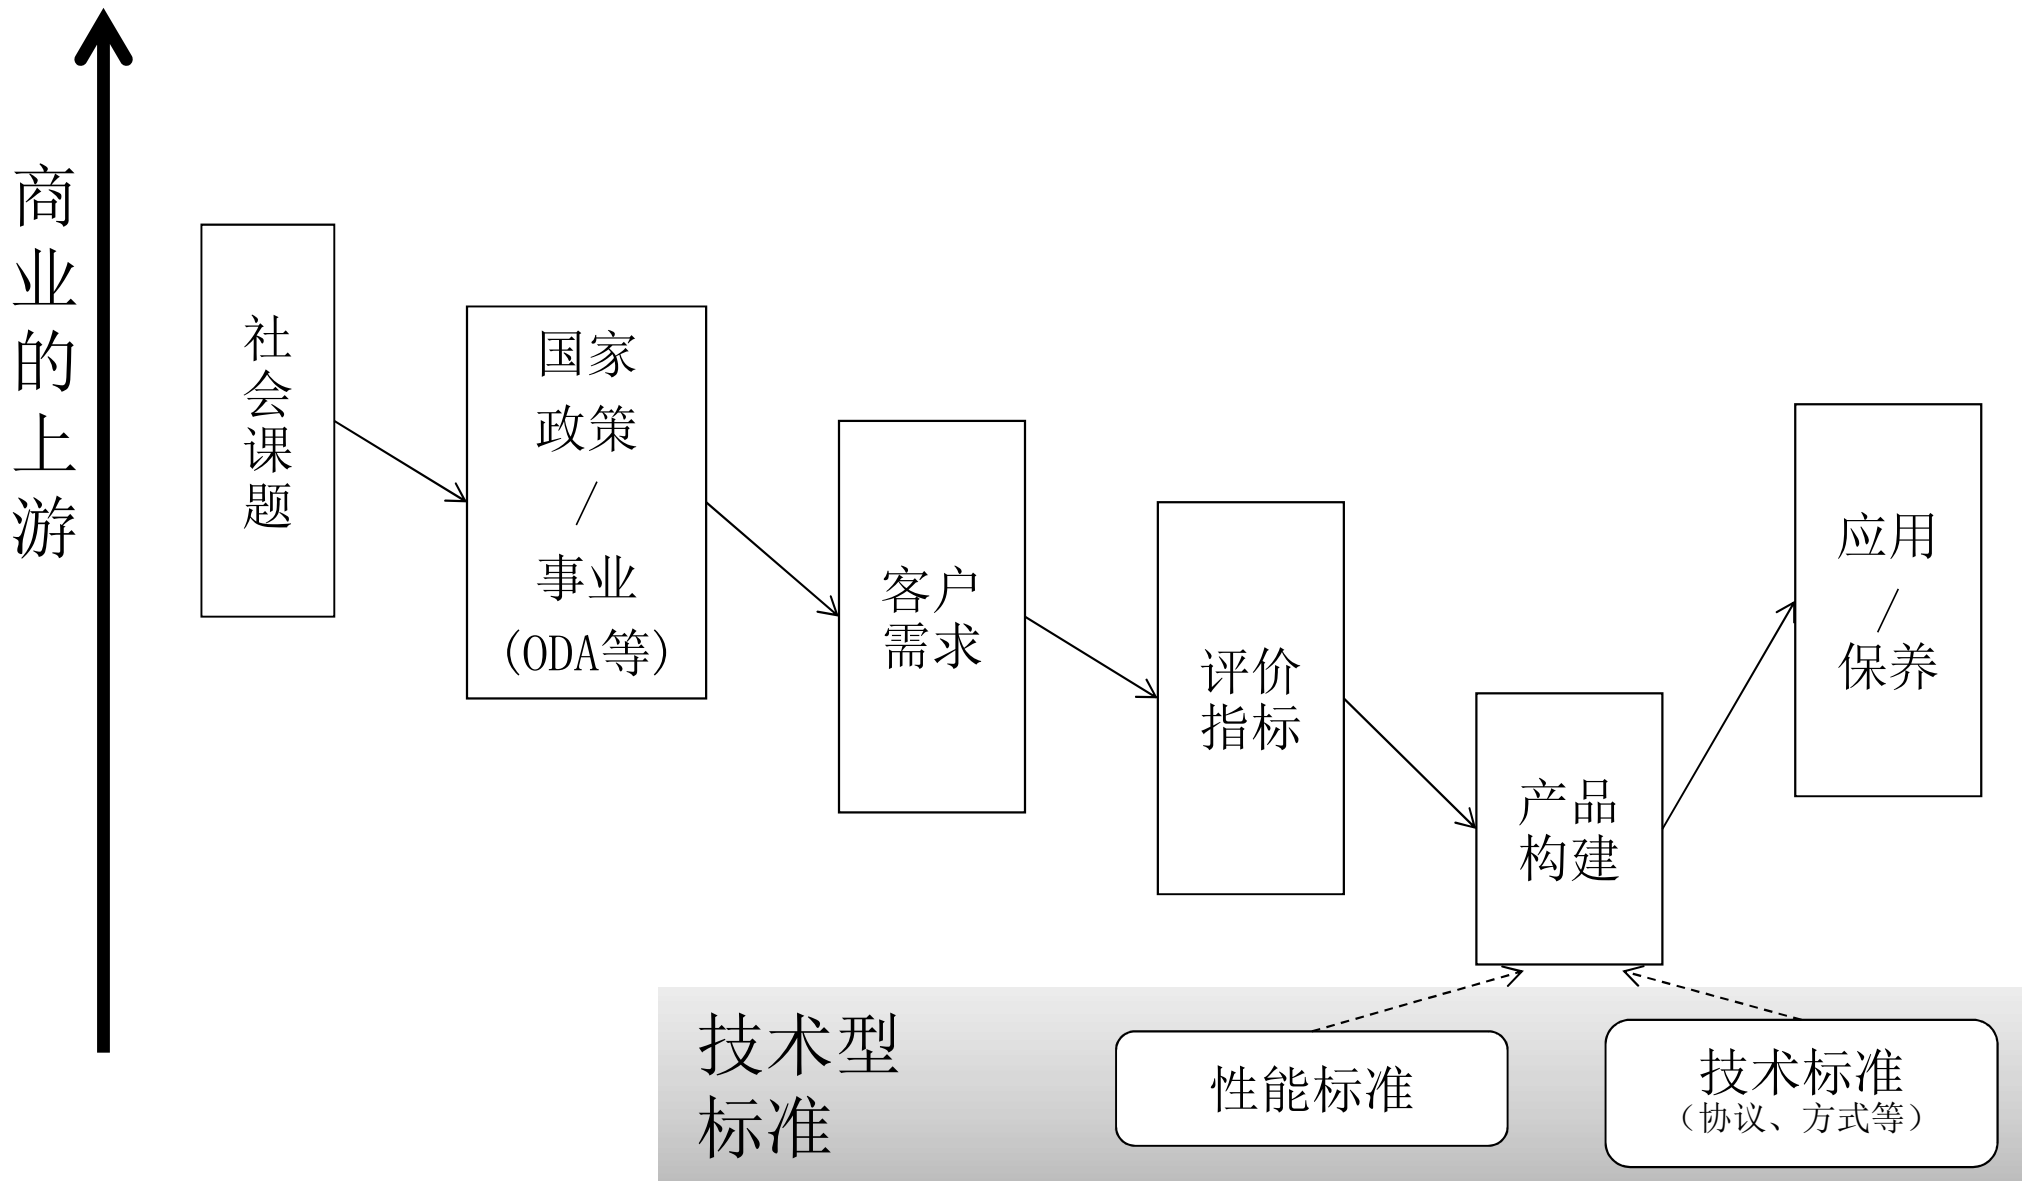 商业的上游
社会课题
国家
政策
/
事业
(ODA等)
客户
需求
评价
指标
产品
构建
应用
/
保养
技术型
标准
性能标准
技术标准
（协议、方式等）